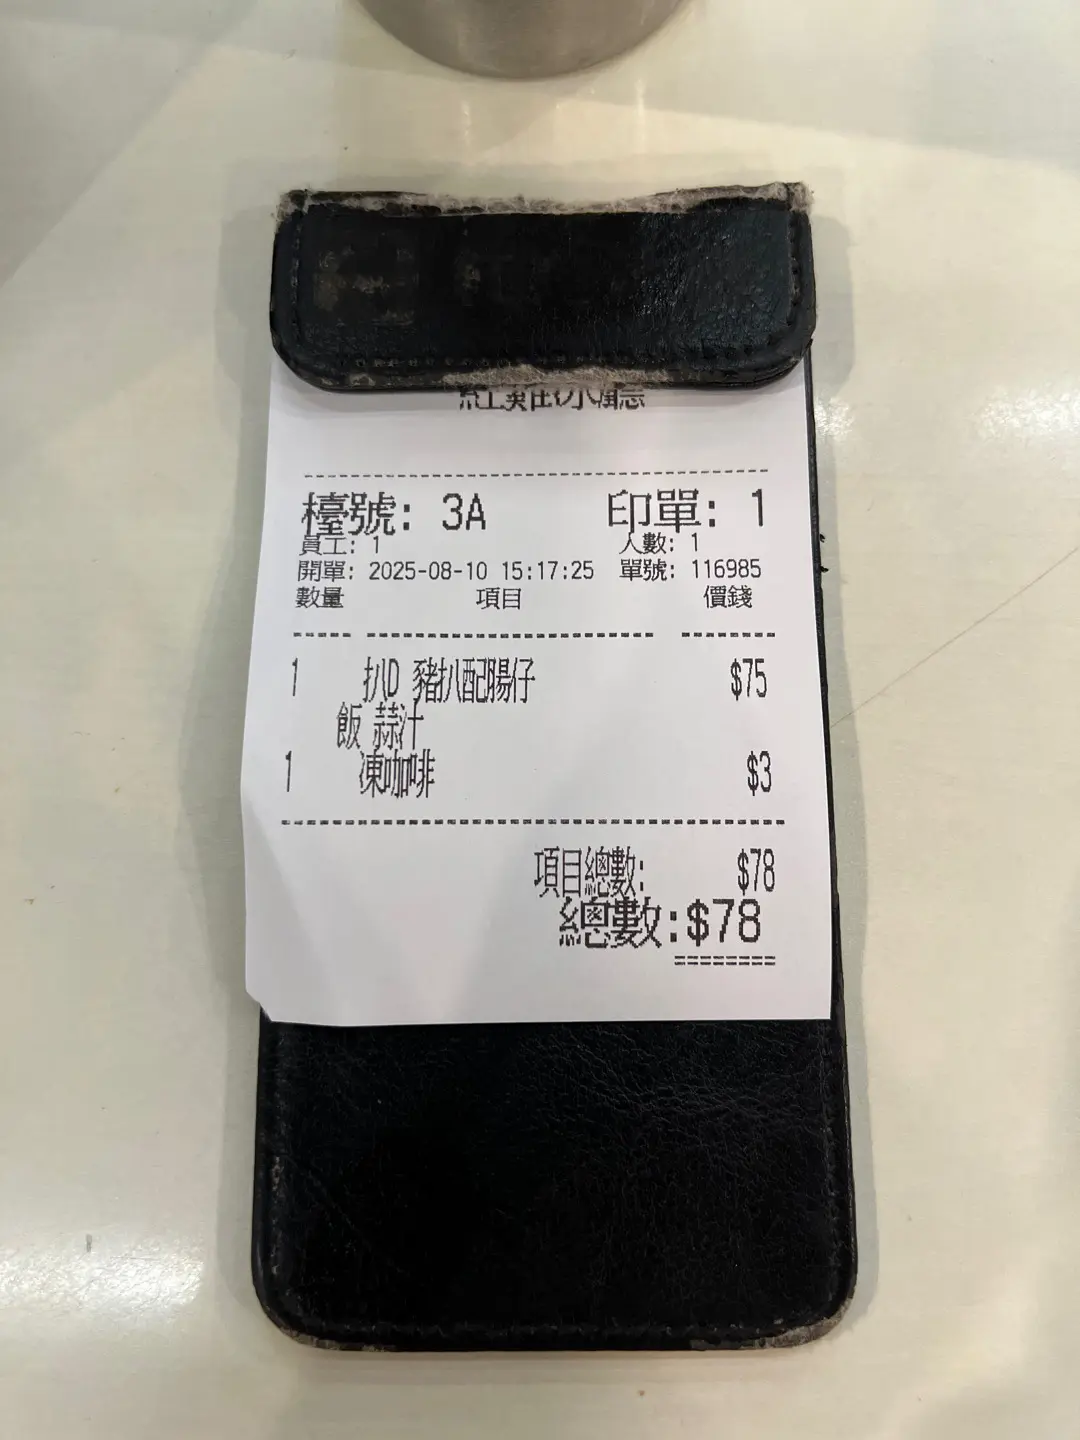 檯號: 3A 印單: 1
員工: 1 人數: 1
開單: 2025-08-10 15:17:25 單號: 116985
數量 項目 價錢
1 扒D 豬扒配腸仔 $75
飯 蒜汁
1 凍咖啡 $3
項目總數: $78
總數:$78